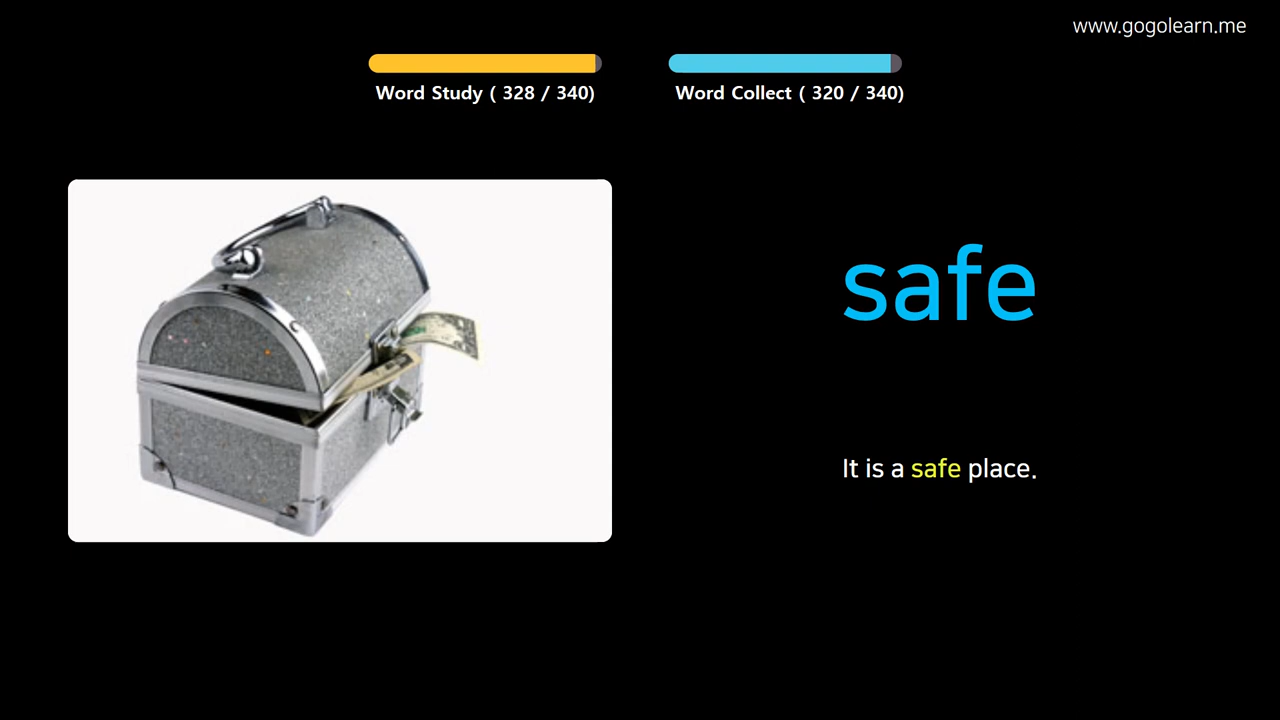 www.gogolearn.me
Word Study ( 328 / 340)
Word Collect ( 320 / 340)
safe
It is a safe place.